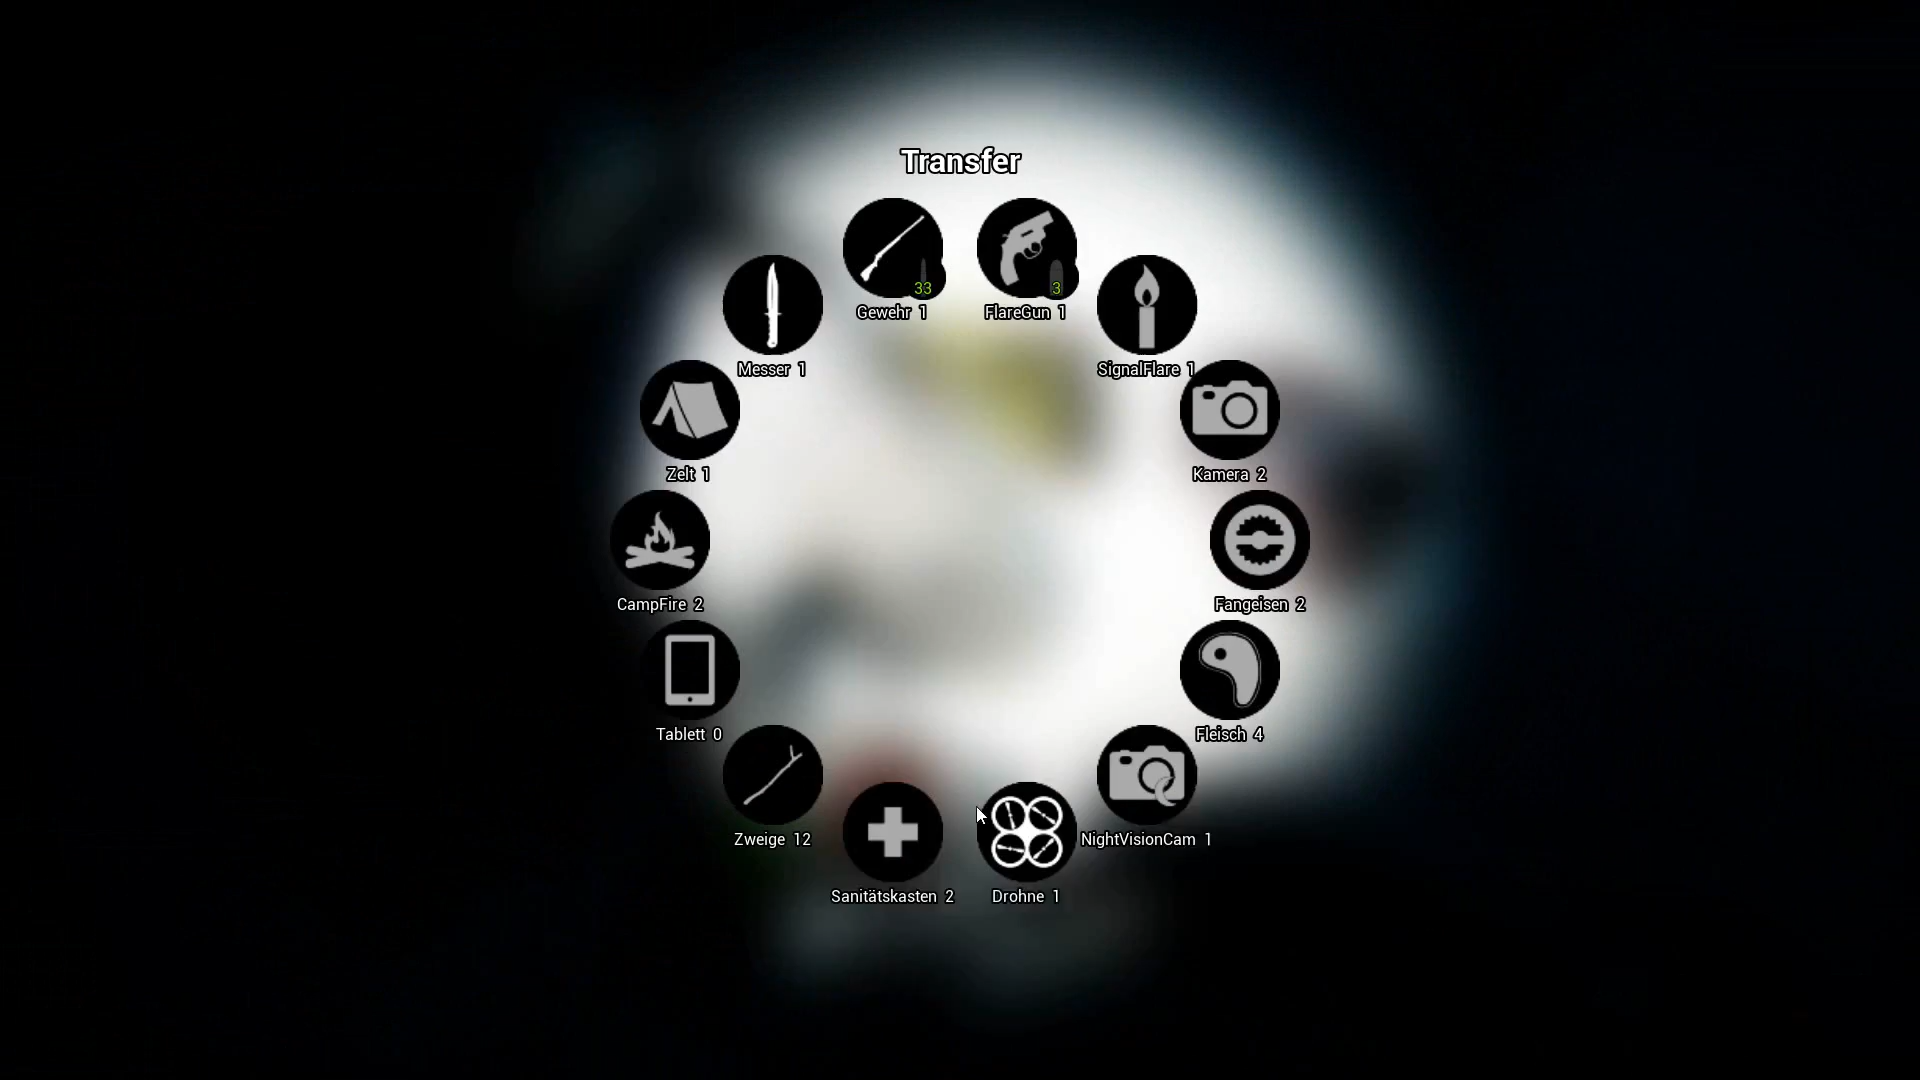 Transfer
33
3
Gewehr 1
FlareGun 1
Messer 1
SignalFlare 1
Zelt 1
Kamera 2
CampFire 2
Fangeisen 2
Tablett 0
Fleisch 4
Zweige 12
NightVisionCam 1
Sanitätskasten 2
Drohne 1